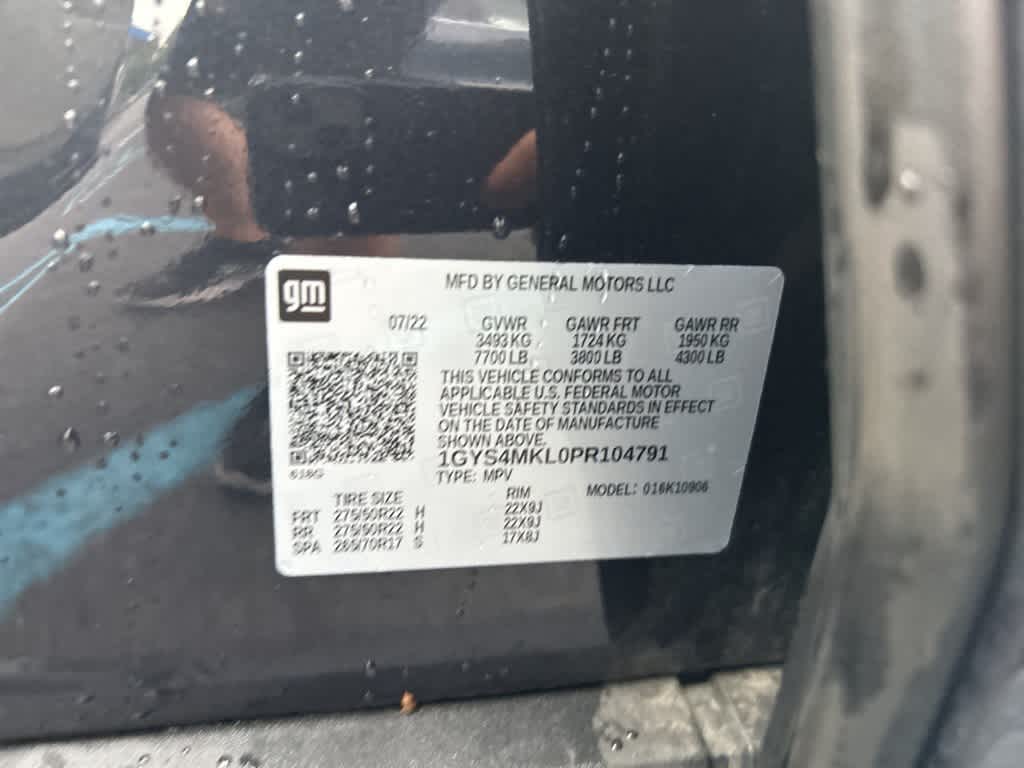 gm
MFD BY GENERAL MOTORS LLC
07/22 GVWR GAWR FRT GAWR RR
3493 KG 1724 KG 1950 KG
7700 LB 3800 LB 4300 LB
THIS VEHICLE CONFORMS TO ALL
APPLICABLE U.S. FEDERAL MOTOR
VEHICLE SAFETY STANDARDS IN EFFECT
ON THE DATE OF MANUFACTURE
SHOWN ABOVE.
1GYS4MKL0PR104791
618G TYPE: MPV
MODEL: 016K10906
TIRE SIZE RIM
FRT 275/50R22 H 22X9J
RR 275/50R22 H 22X9J
SPA 265/70R17 S 17X8J